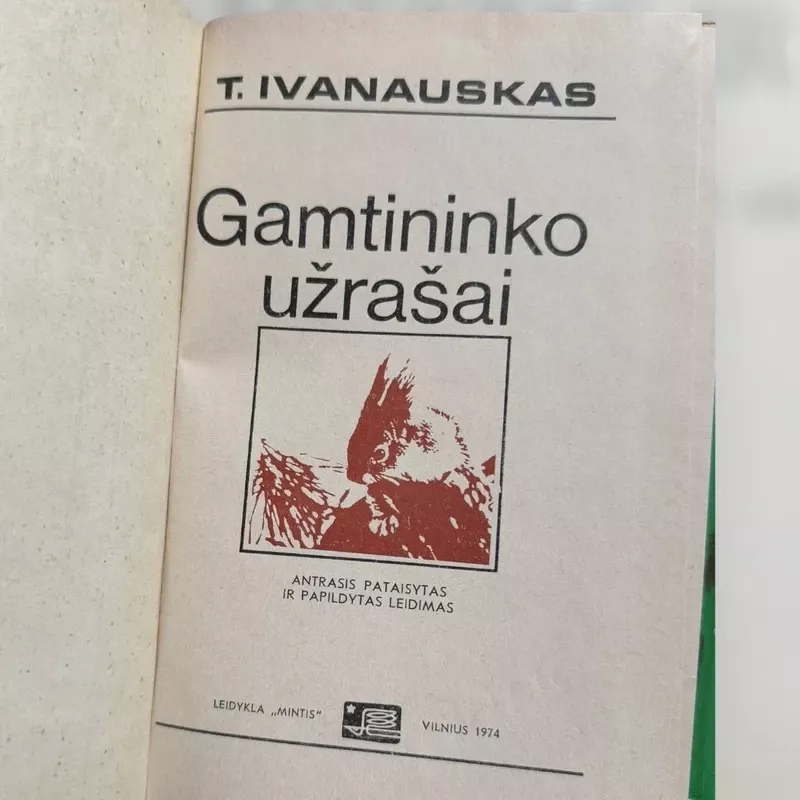 T. IVANAUSKAS
Gamtininko
užrašai
ANTRASIS PATAISYTAS
IR PAPILDYTAS LEIDIMAS
LEIDYKLA „MINTIS“ VILNIUS 1974